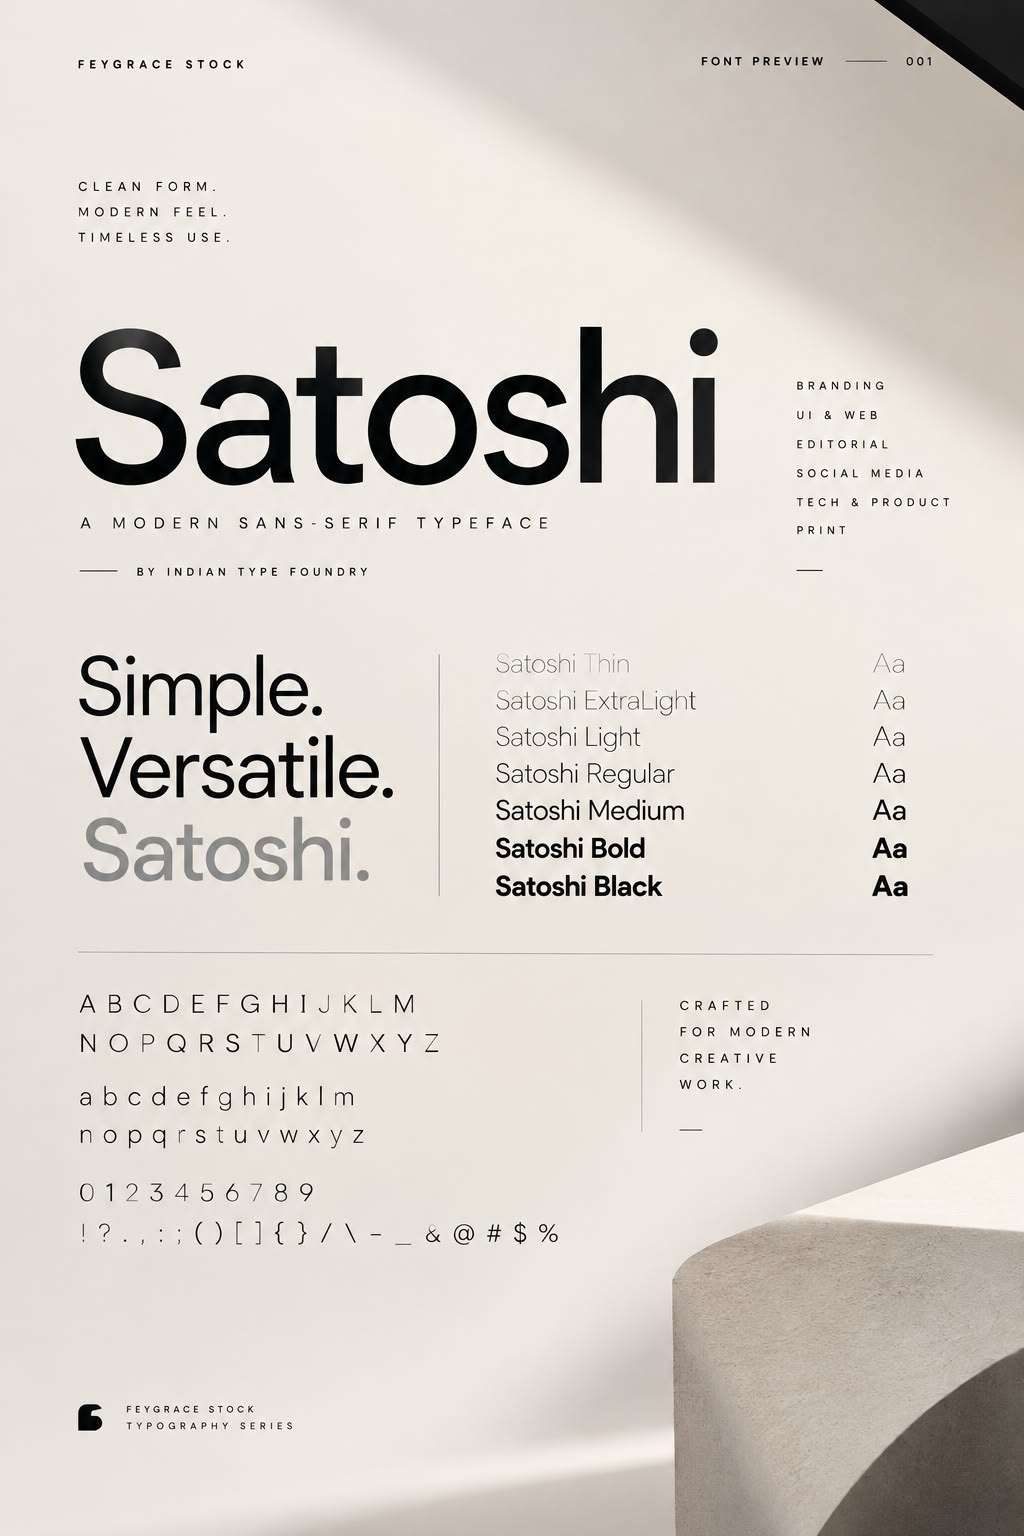 FEYGRACE STOCK
FONT PREVIEW — 001
CLEAN FORM.
MODERN FEEL.
TIMELESS USE.
Satoshi
A MODERN SANS-SERIF TYPEFACE
— BY INDIAN TYPE FOUNDRY
BRANDING
UI & WEB
EDITORIAL
SOCIAL MEDIA
TECH & PRODUCT
PRINT
Simple.
Versatile.
Satoshi.
Satoshi Thin Aa
Satoshi ExtraLight Aa
Satoshi Light Aa
Satoshi Regular Aa
Satoshi Medium Aa
Satoshi Bold Aa
Satoshi Black Aa
A B C D E F G H I J K L M
N O P Q R S T U V W X Y Z
a b c d e f g h i j k l m
n o p q r s t u v w x y z
0 1 2 3 4 5 6 7 8 9
! ? . , : ; ( ) [ ] { } / \ – _ & @ # $ %
CRAFTED
FOR MODERN
CREATIVE
WORK.
FEYGRACE STOCK
TYPOGRAPHY SERIES